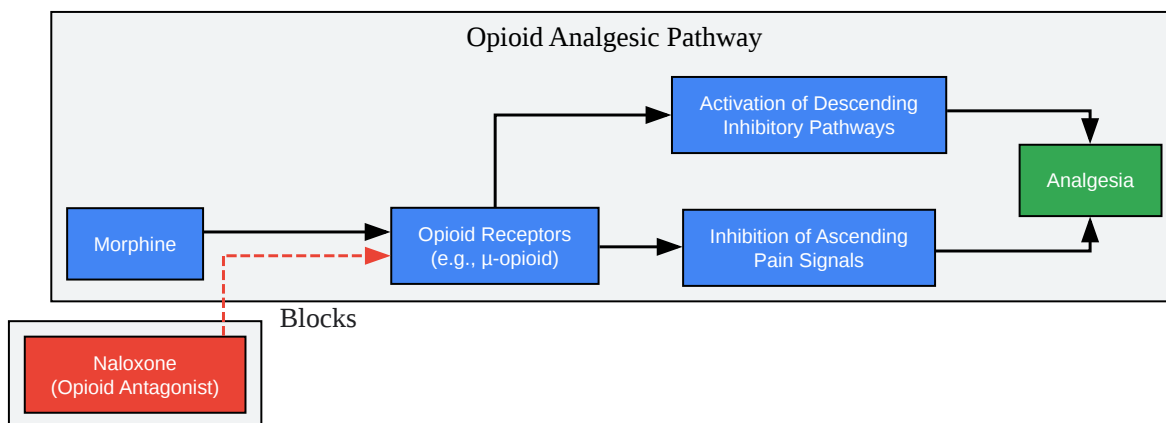 Opioid Analgesic Pathway
Activation of Descending
Inhibitory Pathways
Analgesia
Morphine
Opioid Receptors
(e.g., µ-opioid)
Inhibition of Ascending
Pain Signals
Blocks
Naloxone
(Opioid Antagonist)